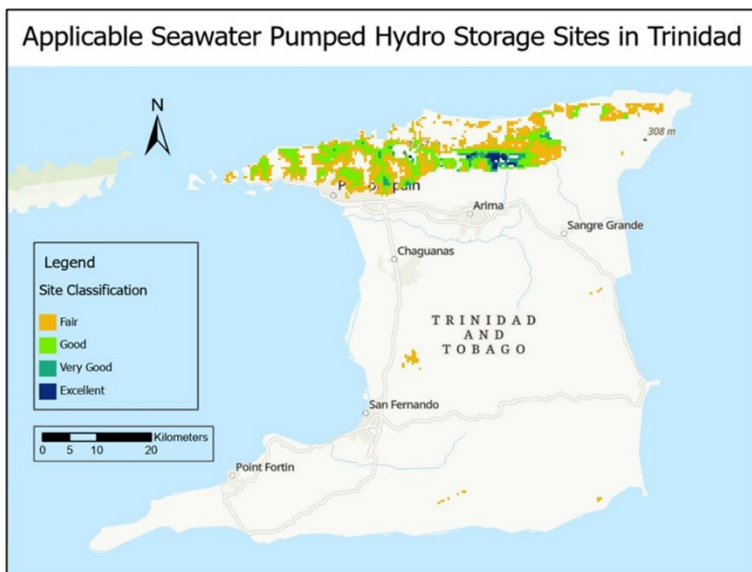 Applicable Seawater Pumped Hydro Storage Sites in Trinidad
N
308 m
Arima
Sangre Grande
Chaguanas
Legend
Site Classification
Fair
Good
Very Good
Excellent
TRINIDAD
AND
TOBAGO
San Fernando
Kilometers
0 5 10 20
Point Fortin